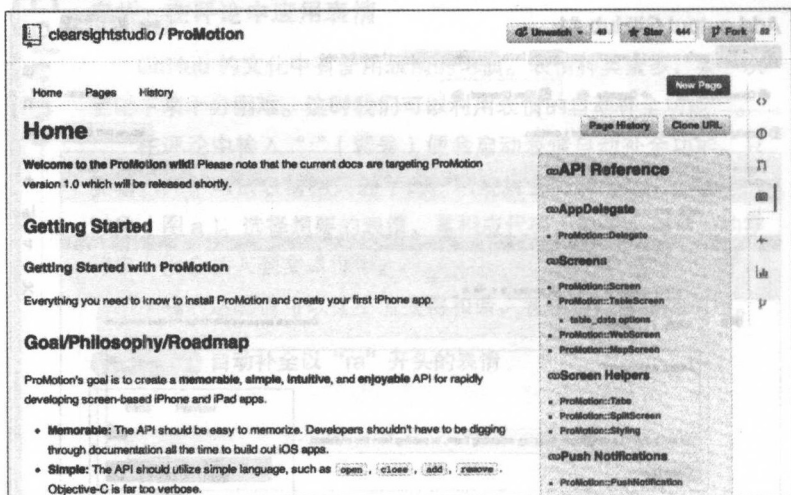 clearsightstudio / ProMotion
Unwatch 49 Star 644 Fork 82
Home Pages History
New Page
Home
Page History Clone URL
Welcome to the ProMotion wiki! Please note that the current docs are targeting ProMotion
version 1.0 which will be released shortly.
Getting Started
Getting Started with ProMotion
Everything you need to know to install ProMotion and create your first iPhone app.
Goal/Philosophy/Roadmap
ProMotion's goal is to create a memorable, simple, intuitive, and enjoyable API for rapidly
developing screen-based iPhone and iPad apps.
• Memorable: The API should be easy to memorize. Developers shouldn't have to be digging
through documentation all the time to build out iOS apps.
• Simple: The API should utilize simple language, such as open, close, add, remove.
Objective-C is far too verbose.
API Reference
AppDelegate
ProMotion::Delegate
Screens
ProMotion::Screen
ProMotion::TableScreen
table_data options
ProMotion::WebScreen
ProMotion::MapScreen
Screen Helpers
ProMotion::Tabs
ProMotion::SplitScreen
ProMotion::Styling
Push Notifications
ProMotion::PushNotification